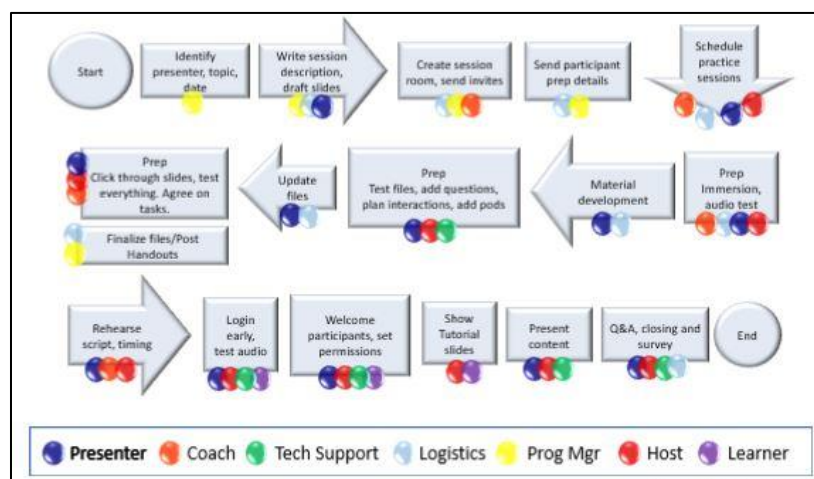 Start
Identify
presenter, topic,
date
Write session
description,
draft slides
Create session
room, send invites
Send participant
prep details
Schedule
practice
sessions
Prep
Click through slides, test
everything. Agree on
tasks.
Finalize files/Post
Handouts
Update
files
Prep
Test files, add questions,
plan interactions, add pods
Material
development
Prep
Immersion,
audio test
Rehearse
script, timing
Login
early,
test audio
Welcome
participants, set
permissions
Show
Tutorial
slides
Present
content
Q&A, closing and
survey
End
Presenter Coach Tech Support Logistics Prog Mgr Host Learner